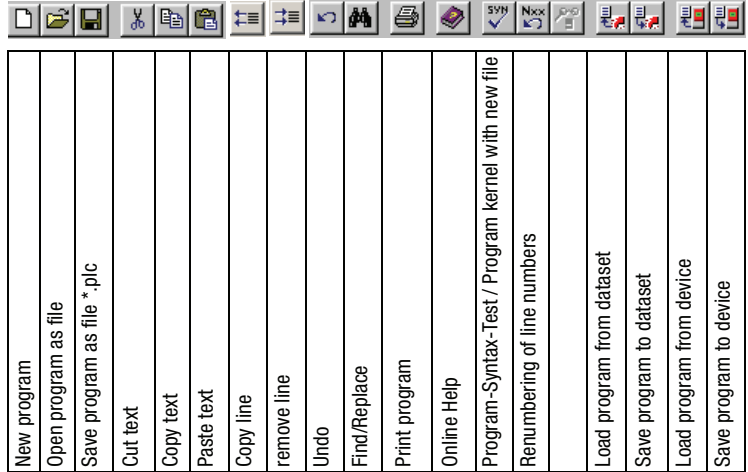 SYN
Nxx
New program
Open program as file
Save program as file *.plc
Cut text
Copy text
Paste text
Copy line
remove line
Undo
Find/Replace
Print program
Online Help
Program-Syntax-Test / Program kernel with new file
Renumbering of line numbers
Load program from dataset
Save program to dataset
Load program from device
Save program to device